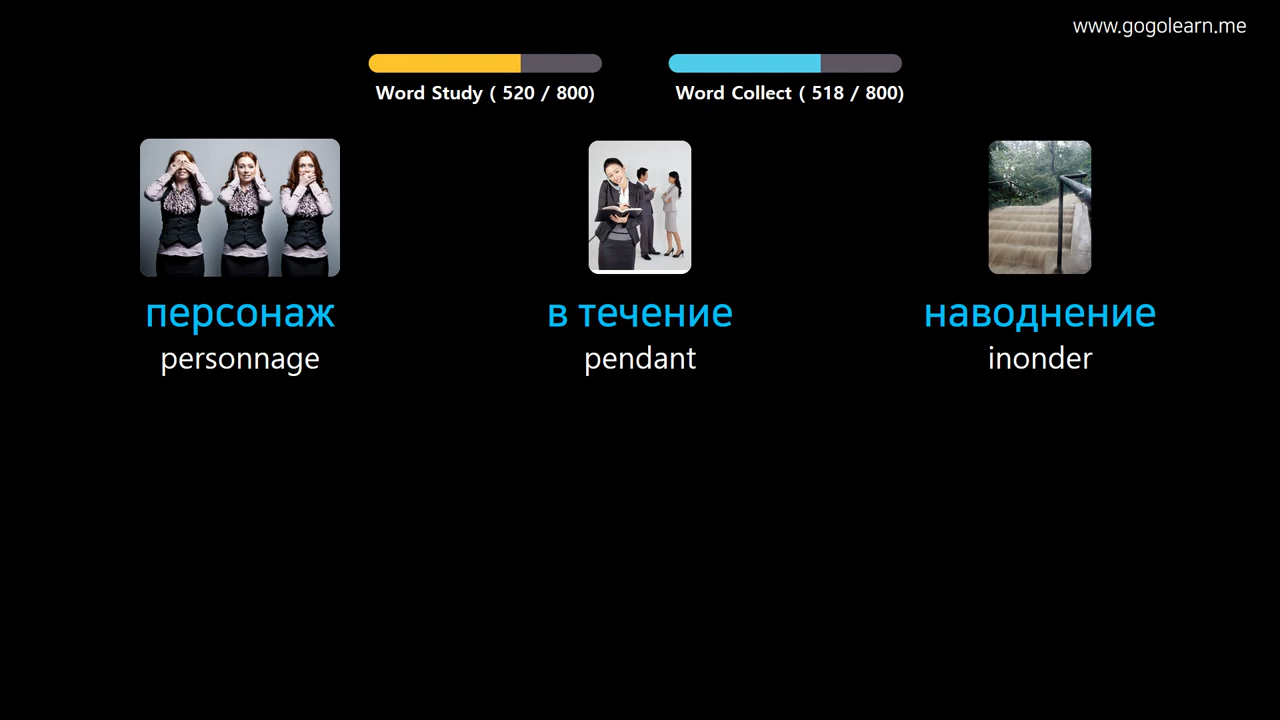 www.gogolearn.me
Word Study ( 520 / 800)
Word Collect ( 518 / 800)
персонаж
personnage
в течение
pendant
наводнение
inonder